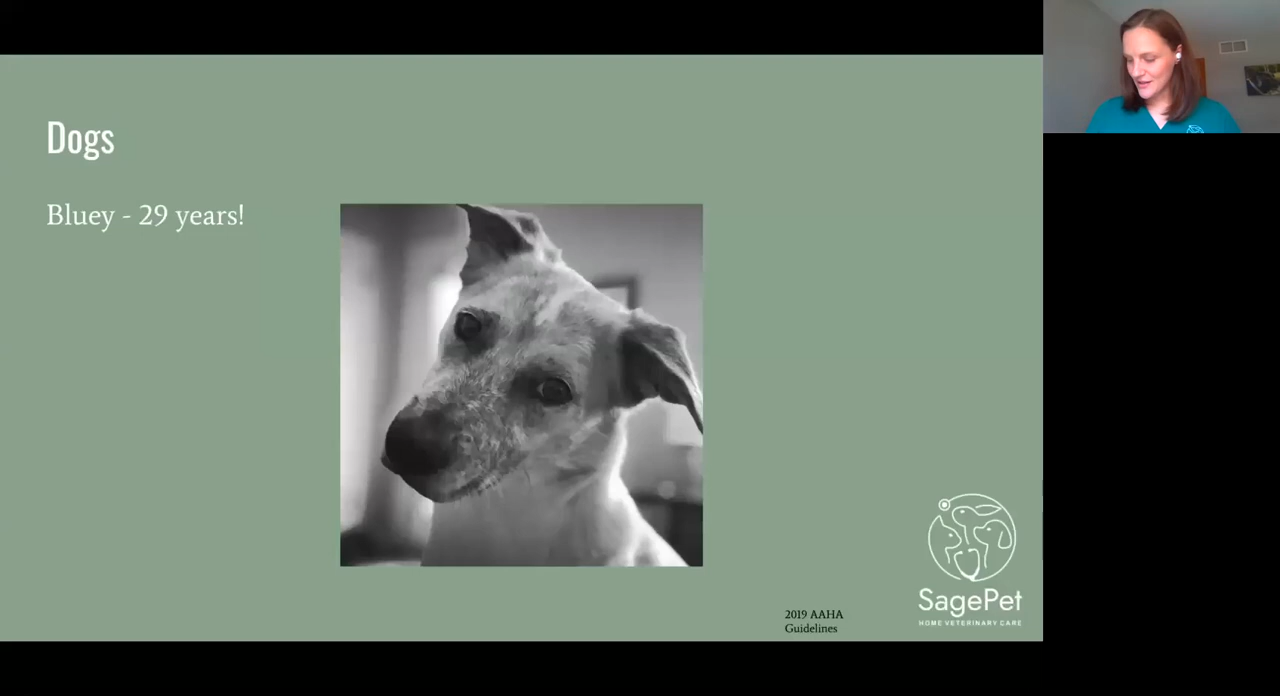 Dogs
Bluey - 29 years!
2019 AAHA
Guidelines
SagePet
HOME VETERINARY CARE